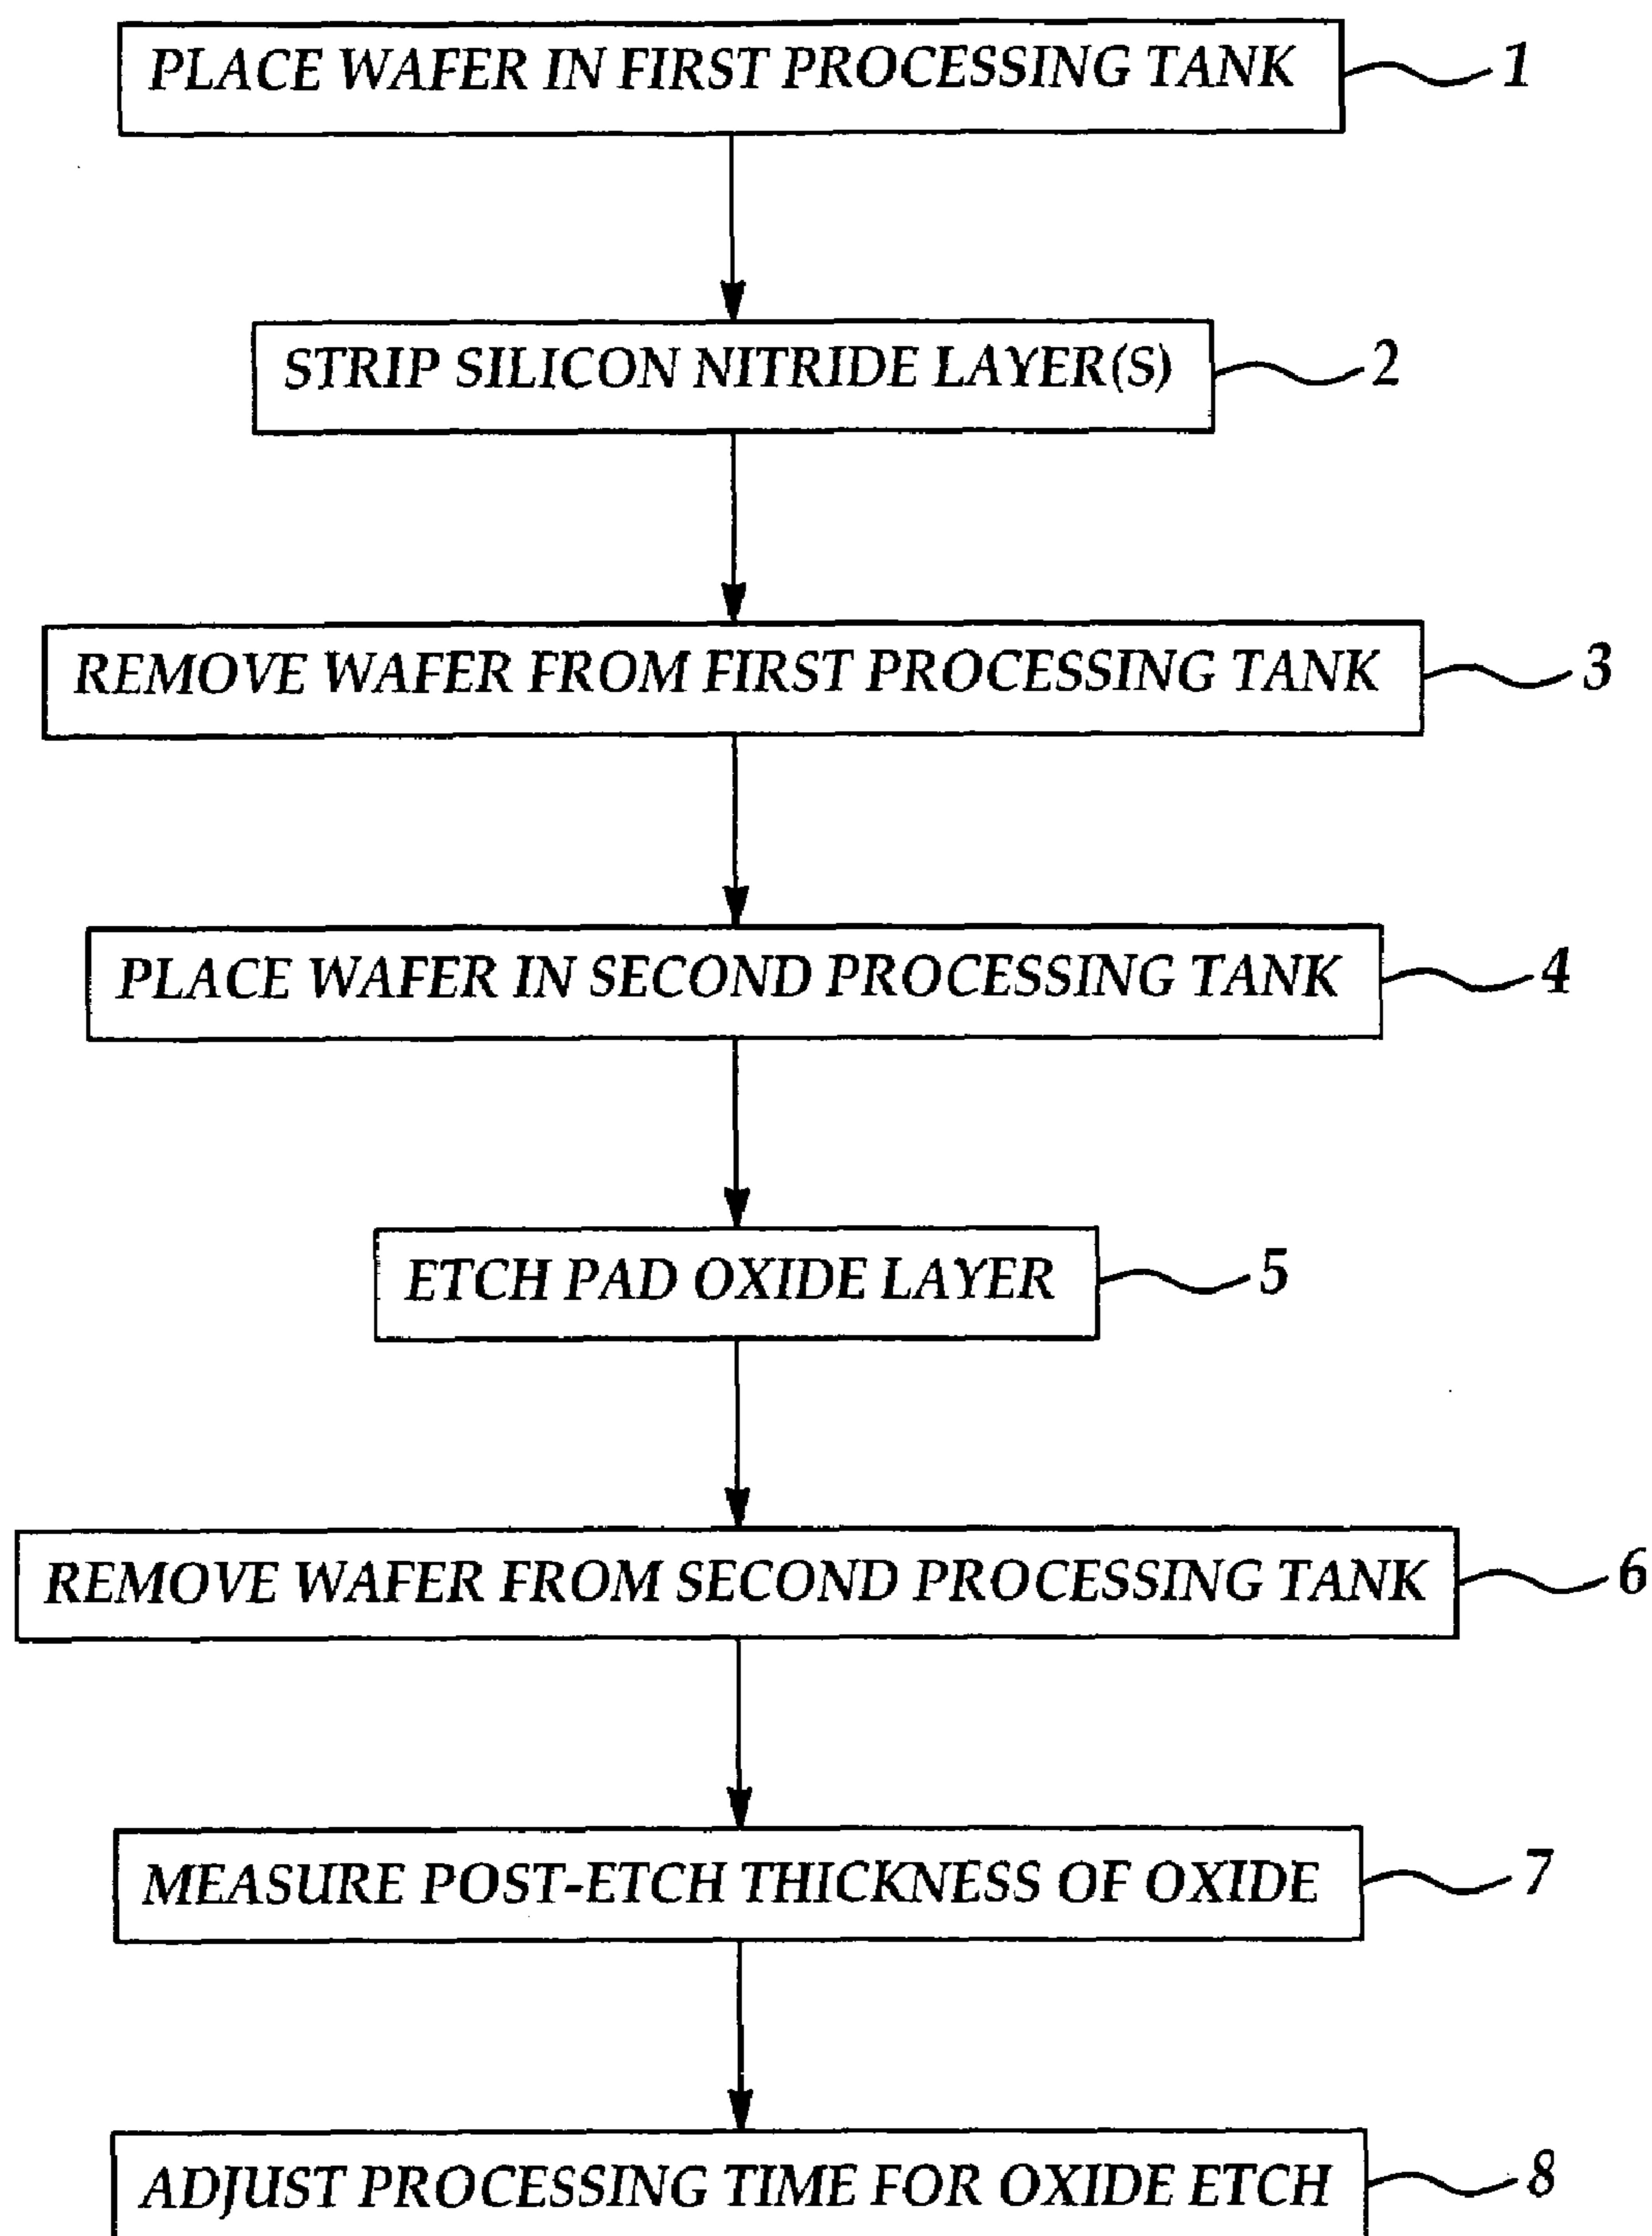 PLACE WAFER IN FIRST PROCESSING TANK 1
STRIP SILICON NITRIDE LAYER(S) 2
REMOVE WAFER FROM FIRST PROCESSING TANK 3
PLACE WAFER IN SECOND PROCESSING TANK 4
ETCH PAD OXIDE LAYER 5
REMOVE WAFER FROM SECOND PROCESSING TANK 6
MEASURE POST-ETCH THICKNESS OF OXIDE 7
ADJUST PROCESSING TIME FOR OXIDE ETCH 8